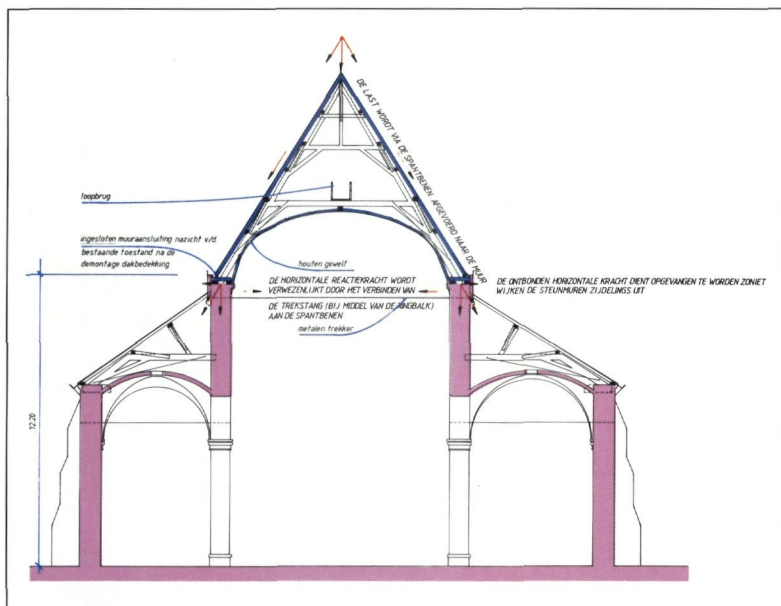 DE LAST WORDT VIA DE SPANTBENEN AFGEVOERD NAAR DE MUUR
loopbrug
ingesloten muuraansluiting nazicht v/d.
bestaande toestand na de
demontage dakbedekking
houten gewelf
DE HORIZONTALE REACTIEKRACHT WORDT
VERWEZENLIJKT DOOR HET VERBINDEN VAN
DE TREKSTANG (BIJ MIDDEL VAN DE RINGBALK)
AAN DE SPANTBENEN
metalen trekker
DE ONTBONDEN HORIZONTALE KRACHT DIENT OPGEVANGEN TE WORDEN ZONIET
WIJKEN DE STEUNMUREN ZIJDELINGS UIT
12.20